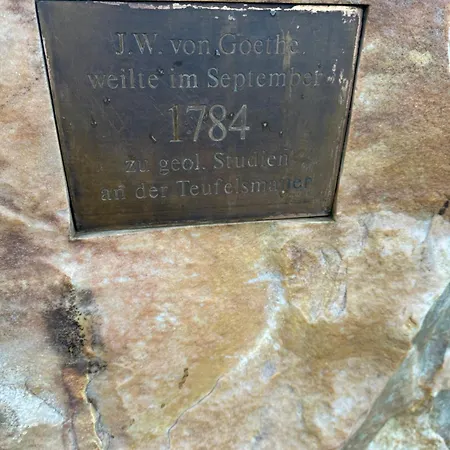 J.W. von Goethe
weilte im September
1784
zu geol. Studien
an der Teufelsmauer